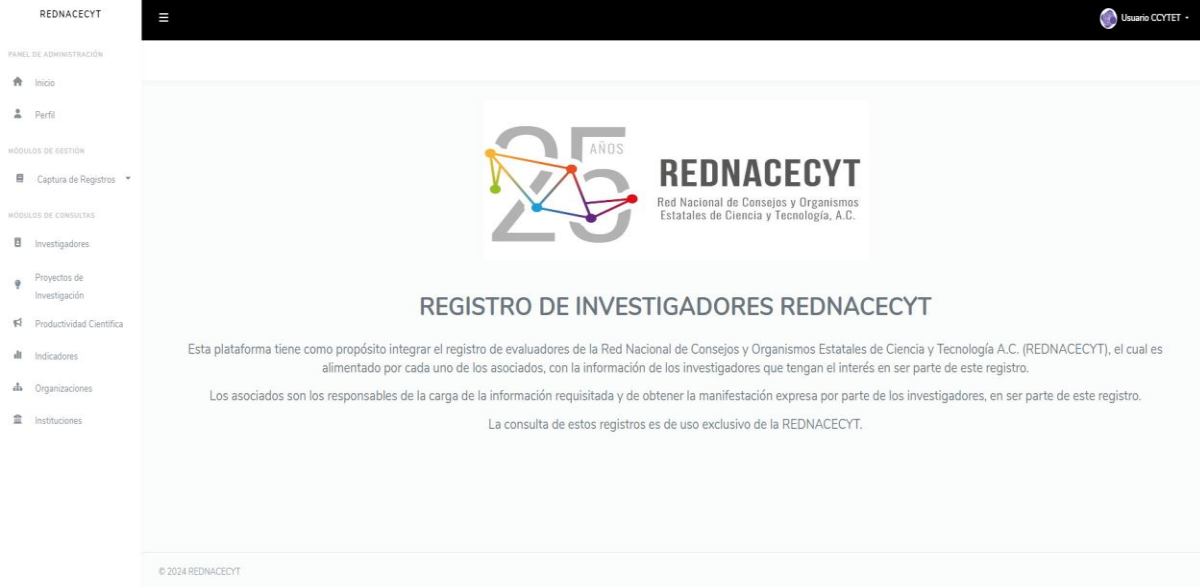 REDNACECYT
Usuario CCYTET
PANEL DE ADMINISTRACIÓN
Inicio
Perfil
MÓDULOS DE GESTIÓN
Captura de Registros
MÓDULOS DE CONSULTAS
Investigadores
Proyectos de
Investigación
Productividad Científica
Indicadores
Organizaciones
Instituciones
25 AÑOS
REDNACECYT
Red Nacional de Consejos y Organismos
Estatales de Ciencia y Tecnología, A.C.
REGISTRO DE INVESTIGADORES REDNACECYT
Esta plataforma tiene como propósito integrar el registro de evaluadores de la Red Nacional de Consejos y Organismos Estatales de Ciencia y Tecnología A.C. (REDNACECYT), el cual es
alimentado por cada uno de los asociados, con la información de los investigadores que tengan el interés en ser parte de este registro.
Los asociados son los responsables de la carga de la información requisitada y de obtener la manifestación expresa por parte de los investigadores, en ser parte de este registro.
La consulta de estos registros es de uso exclusivo de la REDNACECYT.
© 2024 REDNACECYT